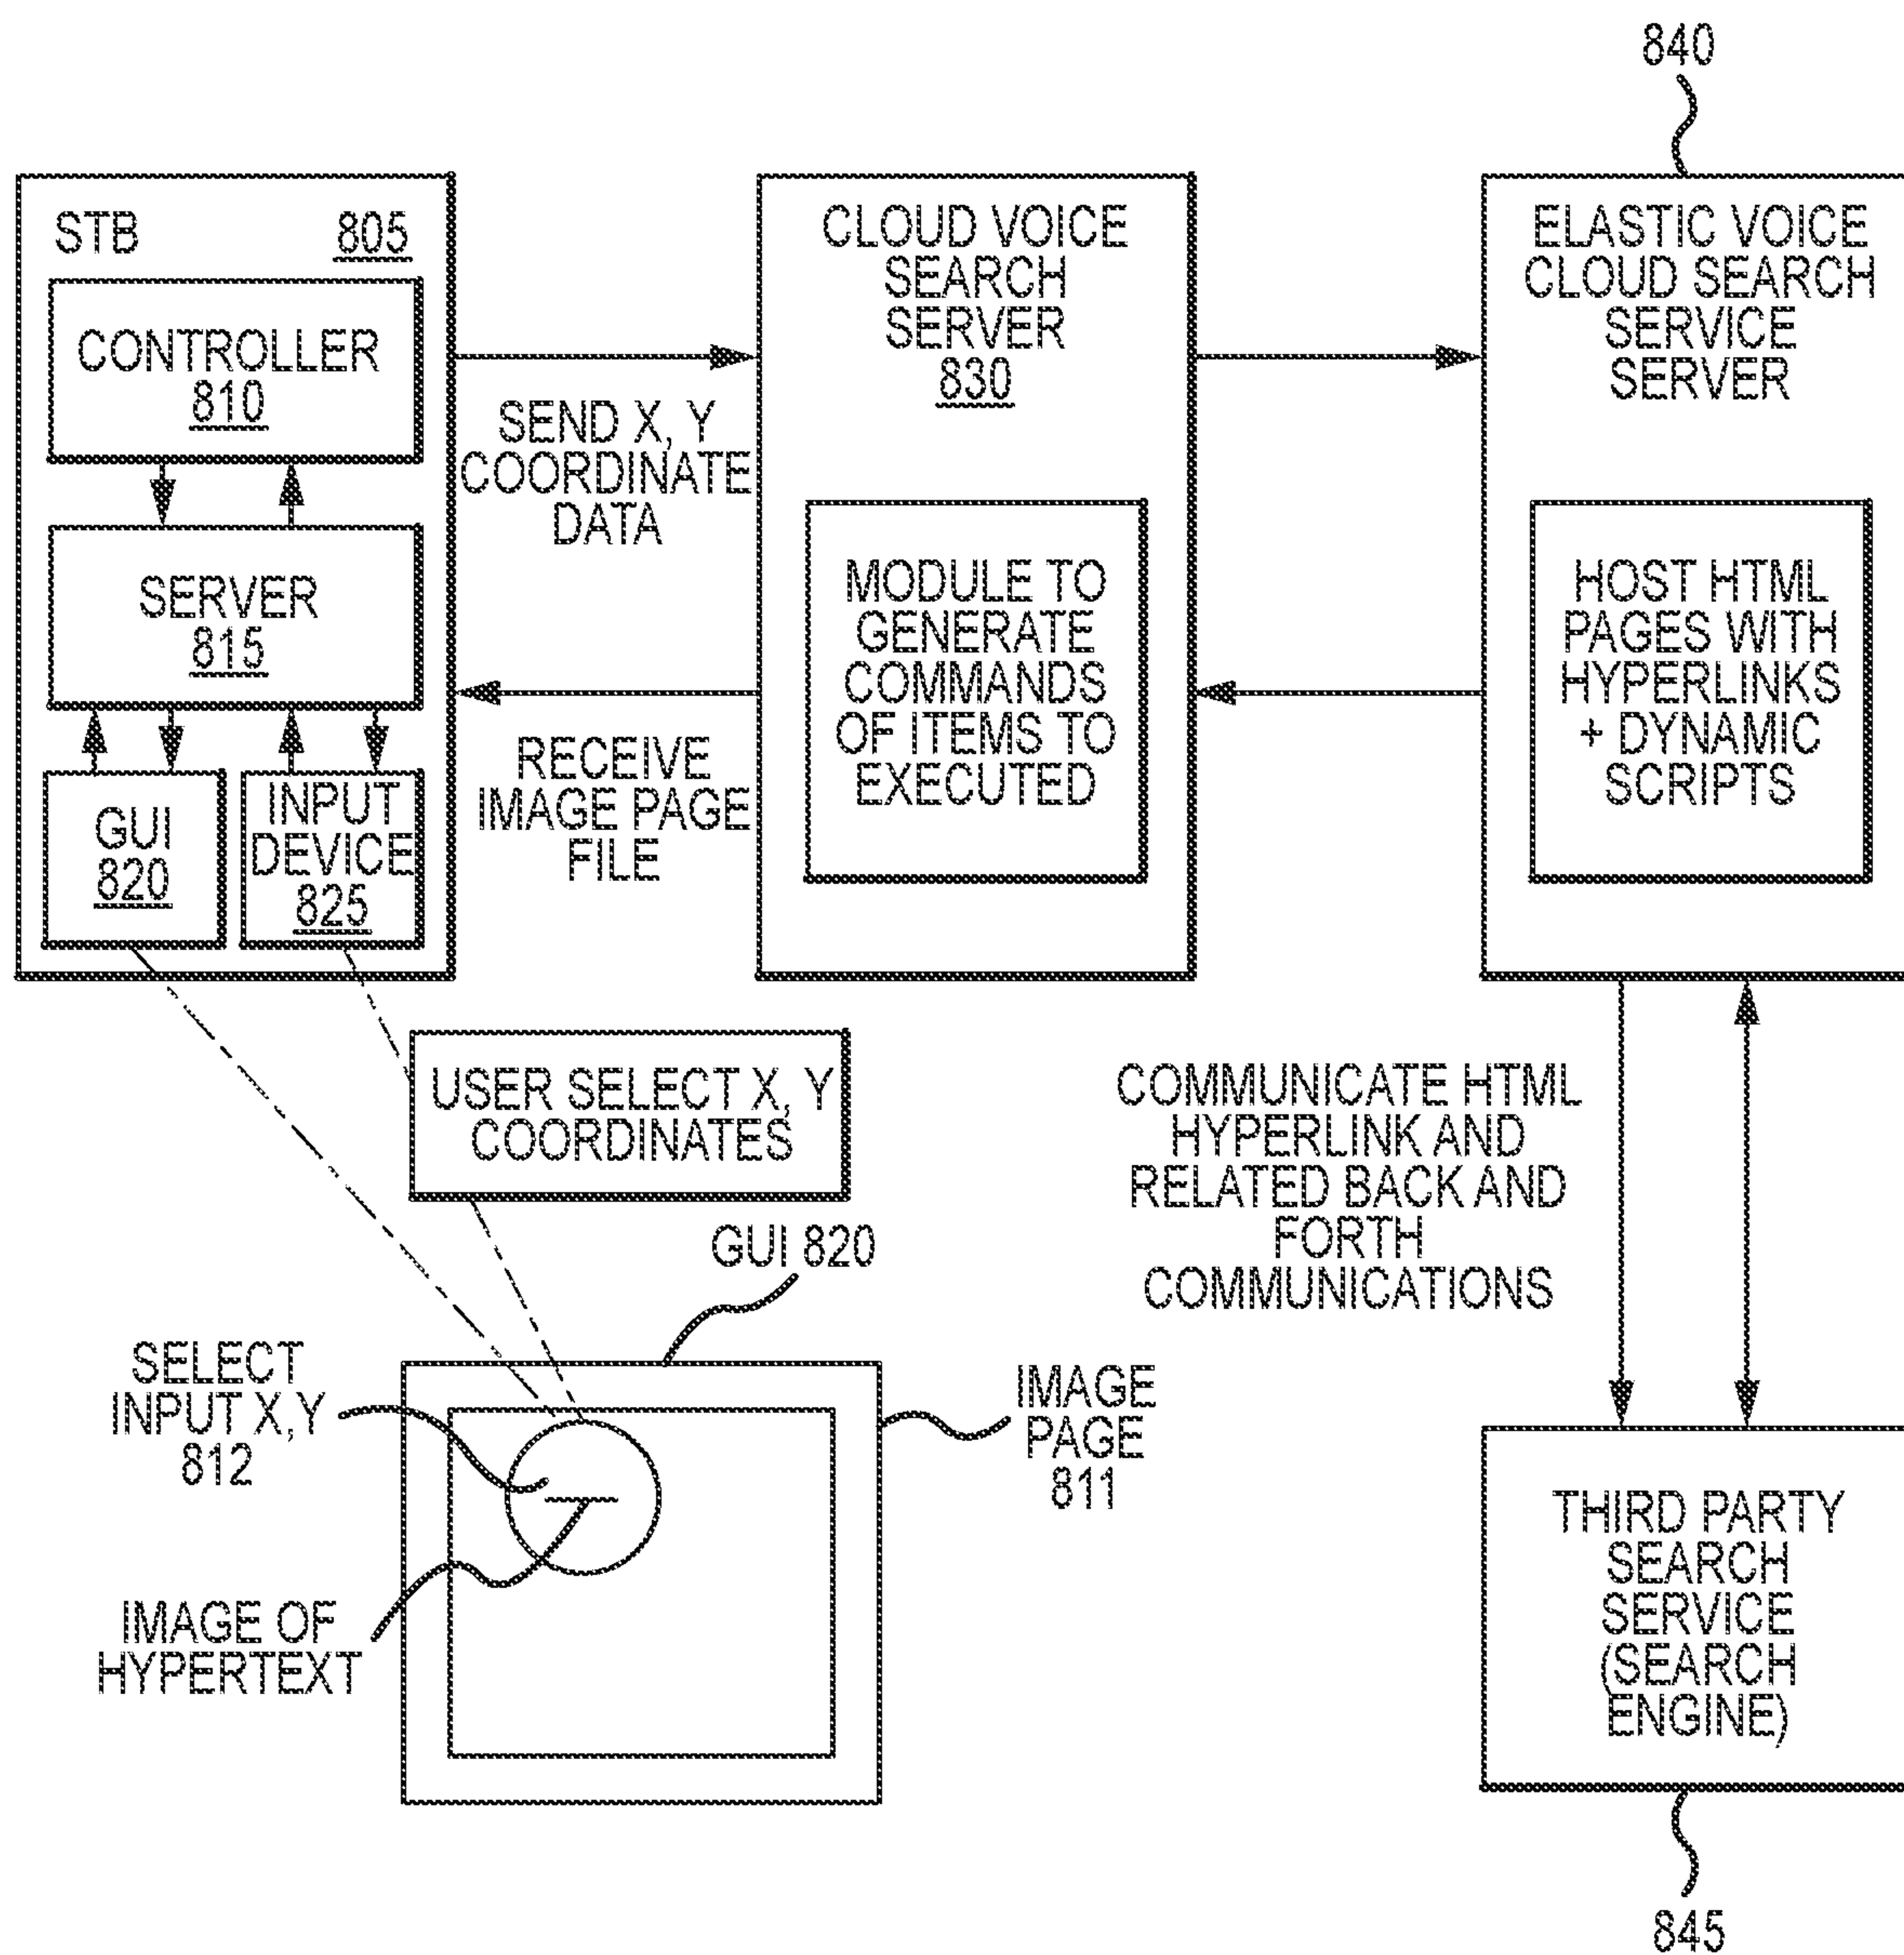 840
STB 805
CONTROLLER
810
SERVER
815
GUI
820
INPUT
DEVICE
825
SEND X, Y
COORDINATE
DATA
RECEIVE
IMAGE PAGE
FILE
CLOUD VOICE
SEARCH
SERVER
830
MODULE TO
GENERATE
COMMANDS
OF ITEMS TO
EXECUTED
ELASTIC VOICE
CLOUD SEARCH
SERVICE
SERVER
HOST HTML
PAGES WITH
HYPERLINKS
+ DYNAMIC
SCRIPTS
USER SELECT X, Y
COORDINATES
COMMUNICATE HTML
HYPERLINK AND
RELATED BACK AND
FORTH
COMMUNICATIONS
GUI 820
SELECT
INPUT X,Y
812
IMAGE
PAGE
811
IMAGE OF
HYPERTEXT
THIRD PARTY
SEARCH
SERVICE
(SEARCH
ENGINE)
845